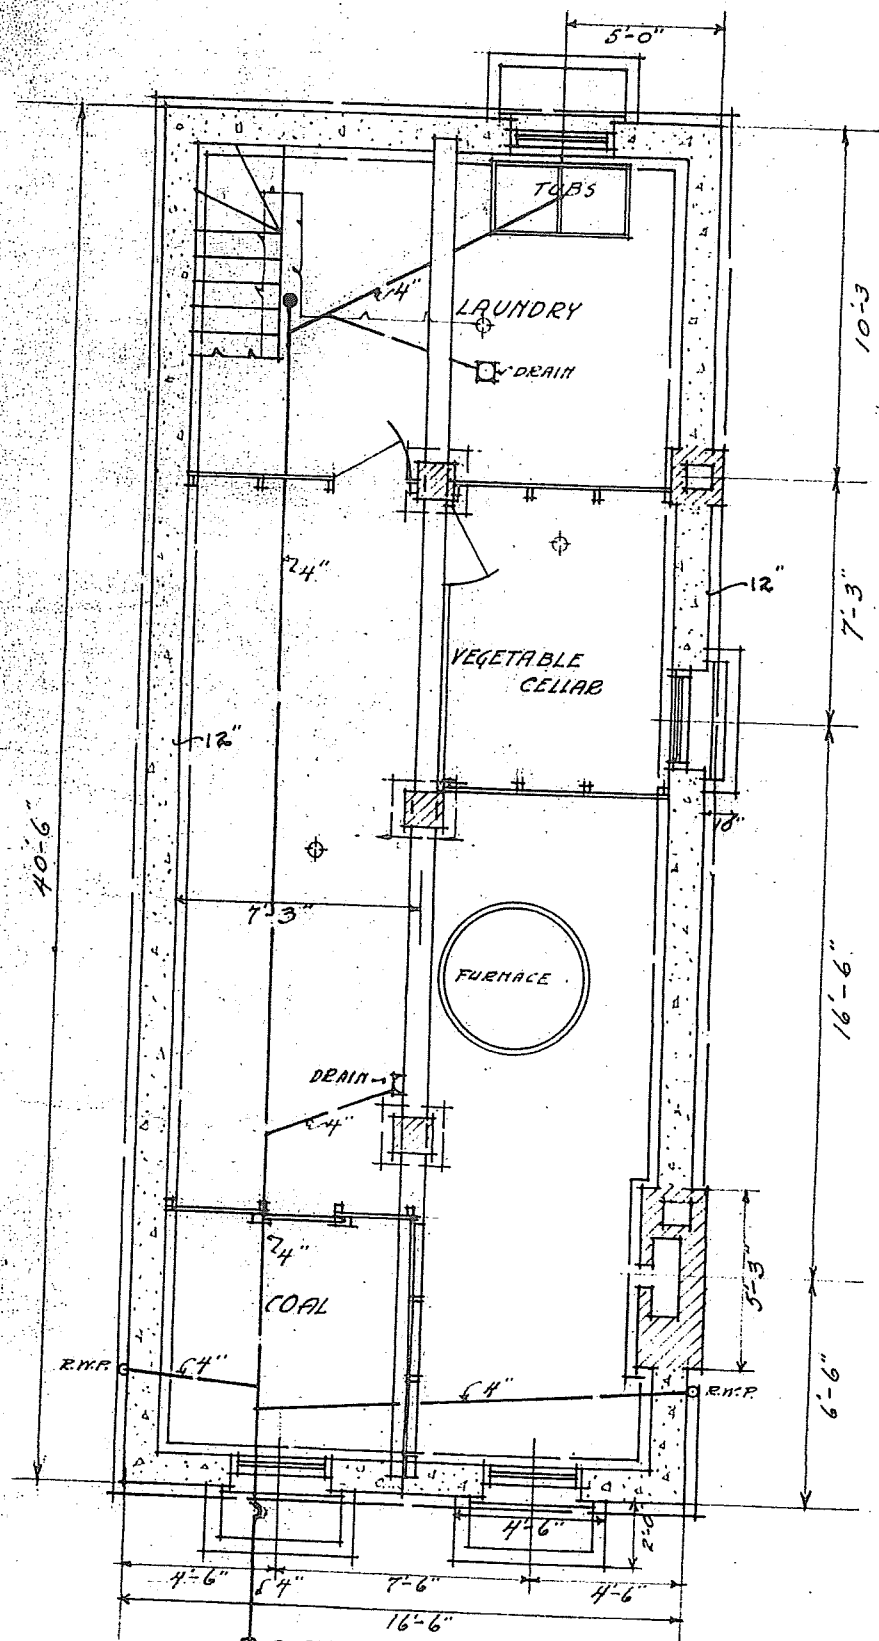 5'-0"
TUBS
4"
LAUNDRY
DRAIN
10'-3
4"
12"
7'-3"
VEGETABLE
CELLAR
12"
40'-6"
10"
7'-3"
FURNACE
16'-6"
DRAIN
4"
4"
5'-3"
COAL
R.W.P.
4"
4"
R.W.P.
6'-6"
4'-6"
2'-0
4'-6"
4"
7'-6"
4'-6"
16'-6"